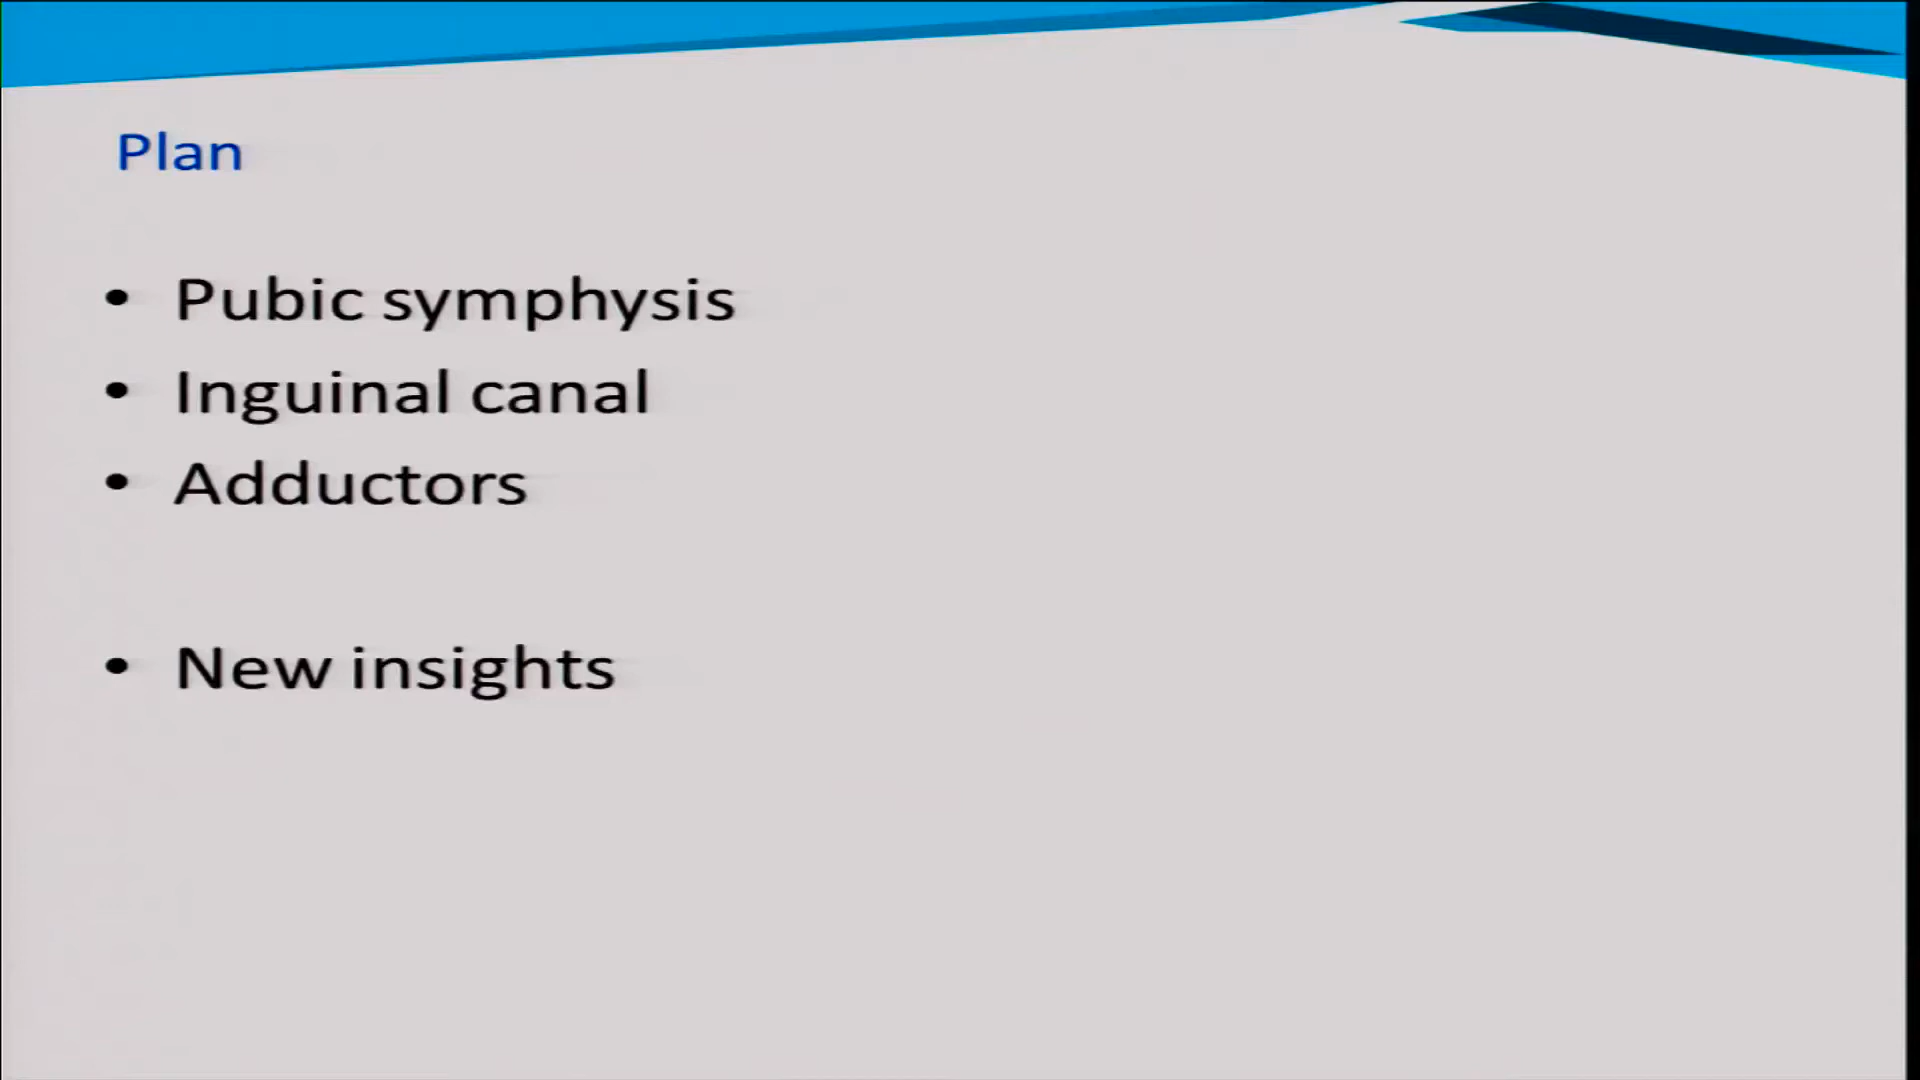 Plan
• Pubic symphysis
• Inguinal canal
• Adductors
• New insights